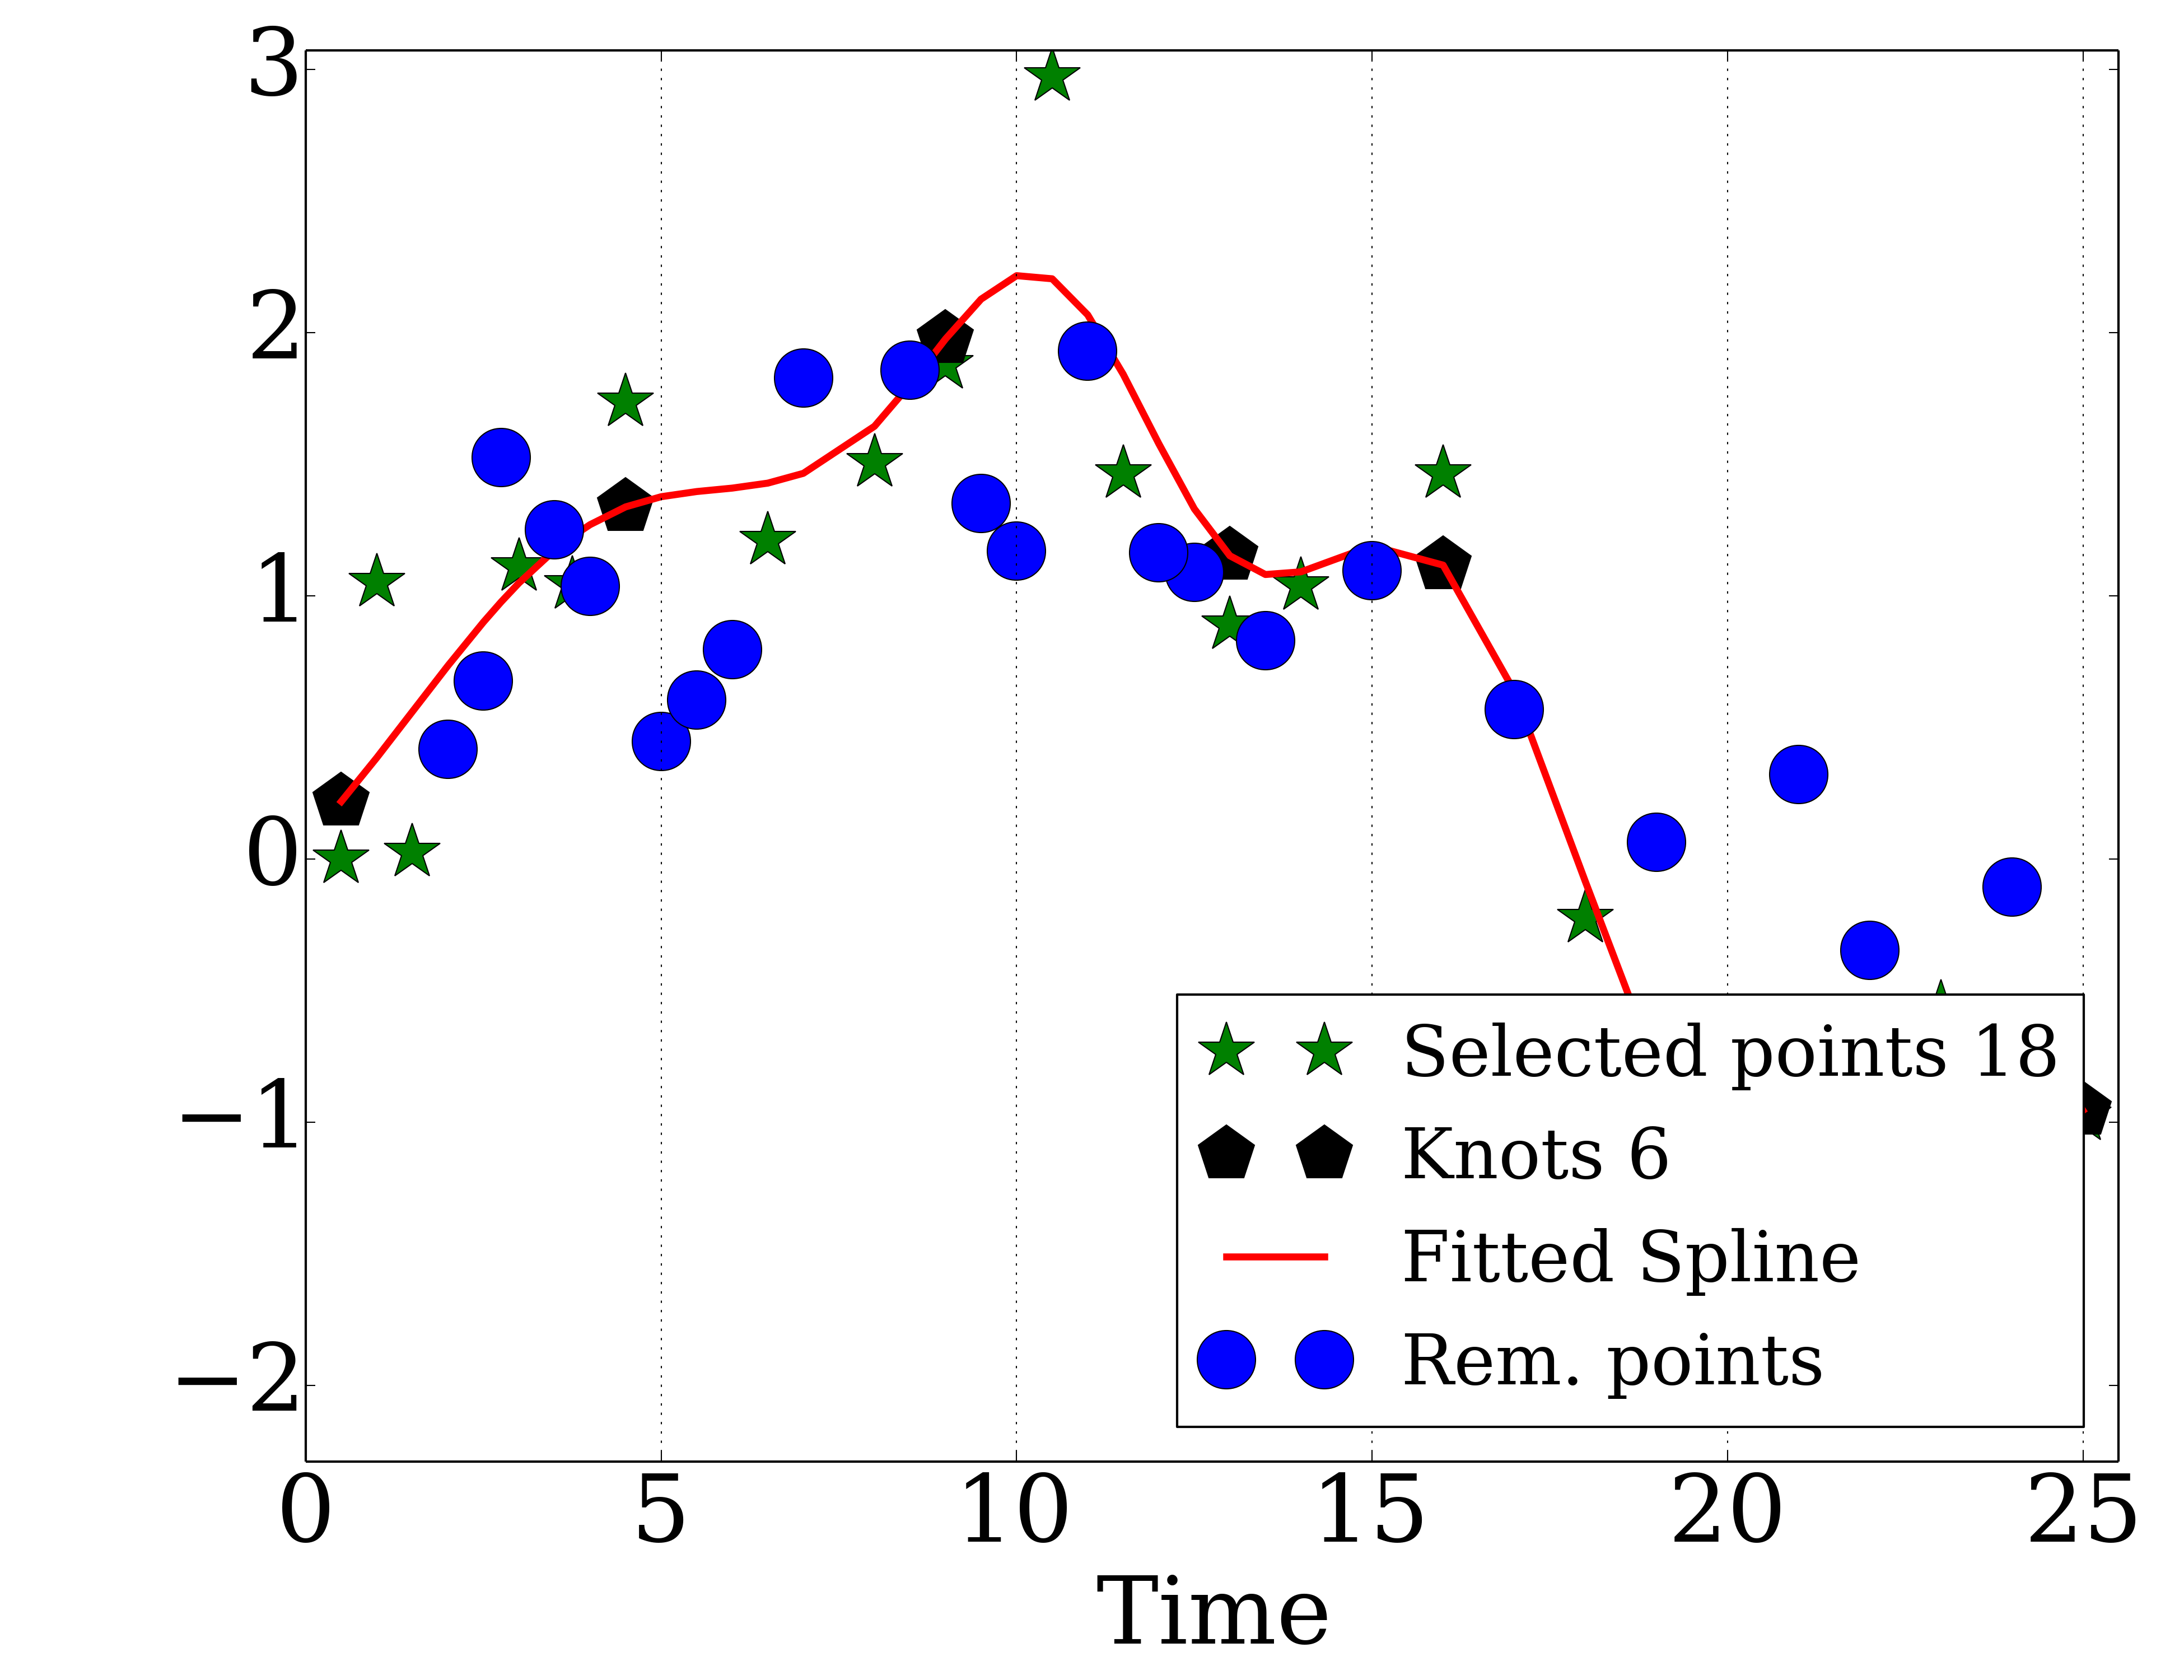 3
2
1
0
−1
−2
Selected points 18
Knots 6
Fitted Spline
Rem. points
0 5 10 15 20 25
Time